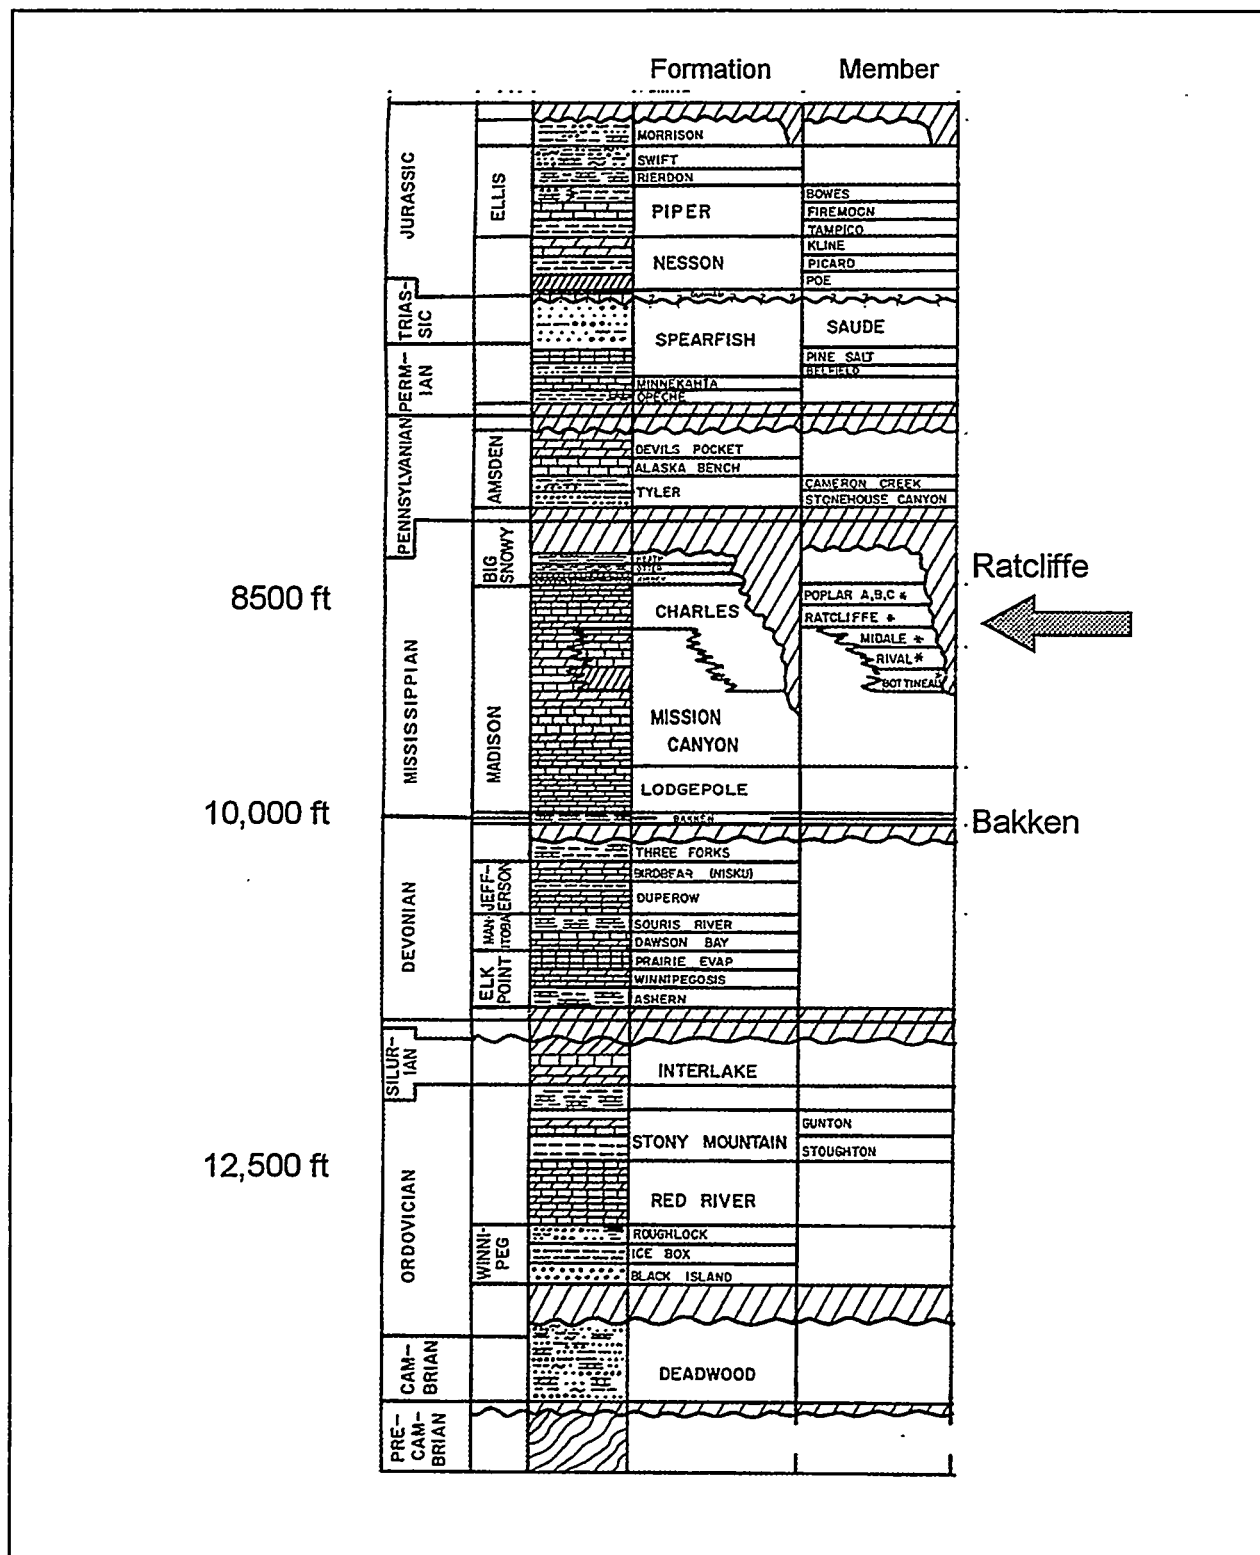 Formation Member
JURASSIC
TRIAS-
SIC
PERM-
IAN
PENNSYLVANIAN
MISSISSIPPIAN
DEVONIAN
SILUR-
IAN
ORDOVICIAN
CAM-
BRIAN
PRE-
CAM-
BRIAN
ELLIS
AMSDEN
BIG
SNOWY
MADISON
JEFF-
ERSON
MAN-
ITOBA
ELK
POINT
WINNI-
PEG
MORRISON
SWIFT
RIERDON
PIPER
NESSON
SPEARFISH
MINNEKAHTA
OPECHE
DEVILS POCKET
ALASKA BENCH
TYLER
CHARLES
MISSION
CANYON
LODGEPOLE
BAKKEN
THREE FORKS
BIRDBEAR (NISKU)
DUPEROW
SOURIS RIVER
DAWSON BAY
PRAIRIE EVAP
WINNIPEGOSIS
ASHERN
INTERLAKE
STONY MOUNTAIN
RED RIVER
ROUGHLOCK
ICE BOX
BLACK ISLAND
DEADWOOD
BOWES
FIREMOON
TAMPICO
KLINE
PICARD
POE
SAUDE
PINE SALT
BELFIELD
CAMERON CREEK
STONEHOUSE CANYON
POPLAR A,B,C *
RATCLIFFE *
MIDALE *
RIVAL *
BOTTINEAU *
8500 ft
10,000 ft
12,500 ft
Ratcliffe
Bakken